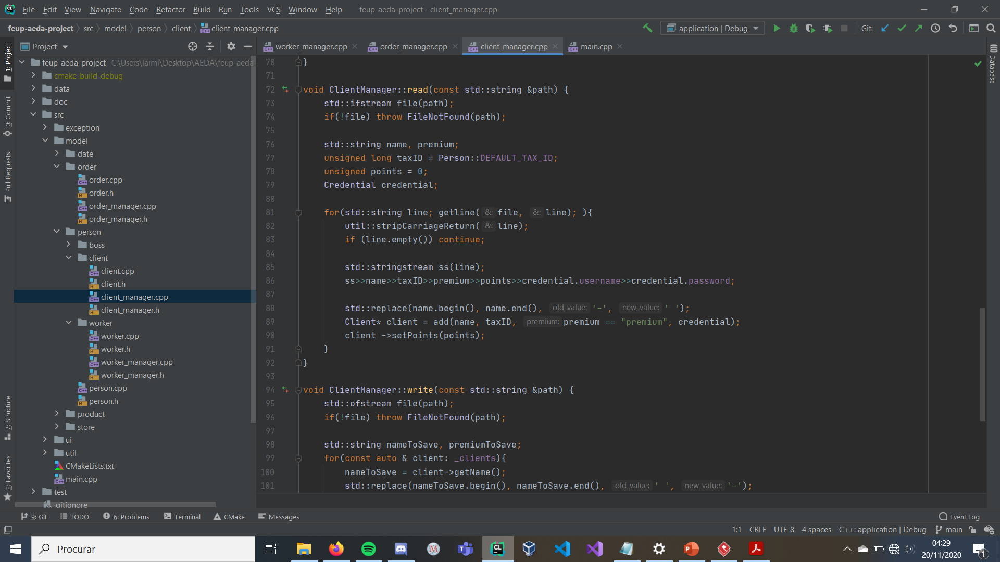 File Edit View Navigate Code Refactor Build Run Tools VCS Window Help feup-aeda-project - client_manager.cpp
feup-aeda-project src model person client client_manager.cpp application | Debug Git:
Project worker_manager.cpp order_manager.cpp client_manager.cpp main.cpp
1: Project
0: Commit
Pull Requests
7: Structure
2: Favorites
feup-aeda-project C:\Users\laimi\Desktop\AEDA\feup-aeda-
cmake-build-debug
data
doc
src
exception
model
date
order
order.cpp
order.h
order_manager.cpp
order_manager.h
person
boss
client
client.cpp
client.h
client_manager.cpp
client_manager.h
worker
worker.cpp
worker.h
worker_manager.cpp
worker_manager.h
person.cpp
person.h
product
store
ui
util
CMakeLists.txt
main.cpp
test
.gitignore
70 }
71
72 void ClientManager::read(const std::string &path) {
73 std::ifstream file(path);
74 if(!file) throw FileNotFound(path);
75
76 std::string name, premium;
77 unsigned long taxID = Person::DEFAULT_TAX_ID;
78 unsigned points = 0;
79 Credential credential;
80
81 for(std::string line; getline( &: file, &: line); ){
82 util::stripCarriageReturn( &: line);
83 if (line.empty()) continue;
84
85 std::stringstream ss(line);
86 ss>>name>>taxID>>premium>>points>>credential.username>>credential.password;
87
88 std::replace(name.begin(), name.end(), old_value: '-', new_value: ' ');
89 Client* client = add(name, taxID, premium: premium == "premium", credential);
90 client ->setPoints(points);
91 }
92 }
93
94 void ClientManager::write(const std::string &path) {
95 std::ofstream file(path);
96 if(!file) throw FileNotFound(path);
97
98 std::string nameToSave, premiumToSave;
99 for(const auto & client: _clients){
100 nameToSave = client->getName();
101 std::replace(nameToSave.begin(), nameToSave.end(), old_value: ' ', new_value: '-');
Database
9: Git TODO 6: Problems Terminal CMake Messages Event Log
1:1 CRLF UTF-8 4 spaces C++: application | Debug main
Procurar
04:29
20/11/2020
1